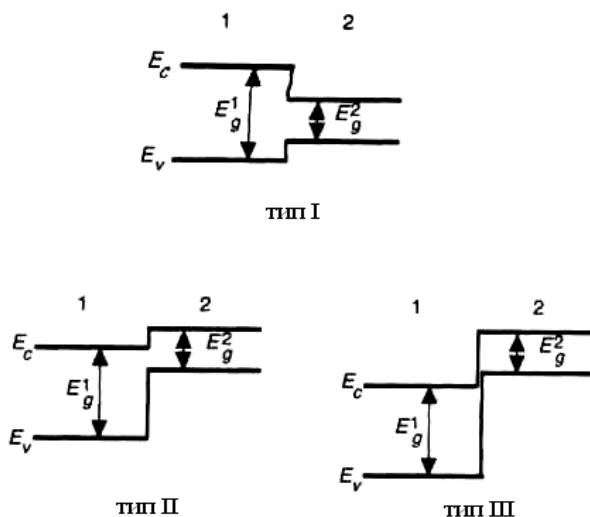 1 2
E_c
E_g^1 E_g^2
E_v
тип I
1 2 1 2
E_c E_g^2 E_g^2
E_g^1 E_c E_g^1
E_v E_v
тип II тип III